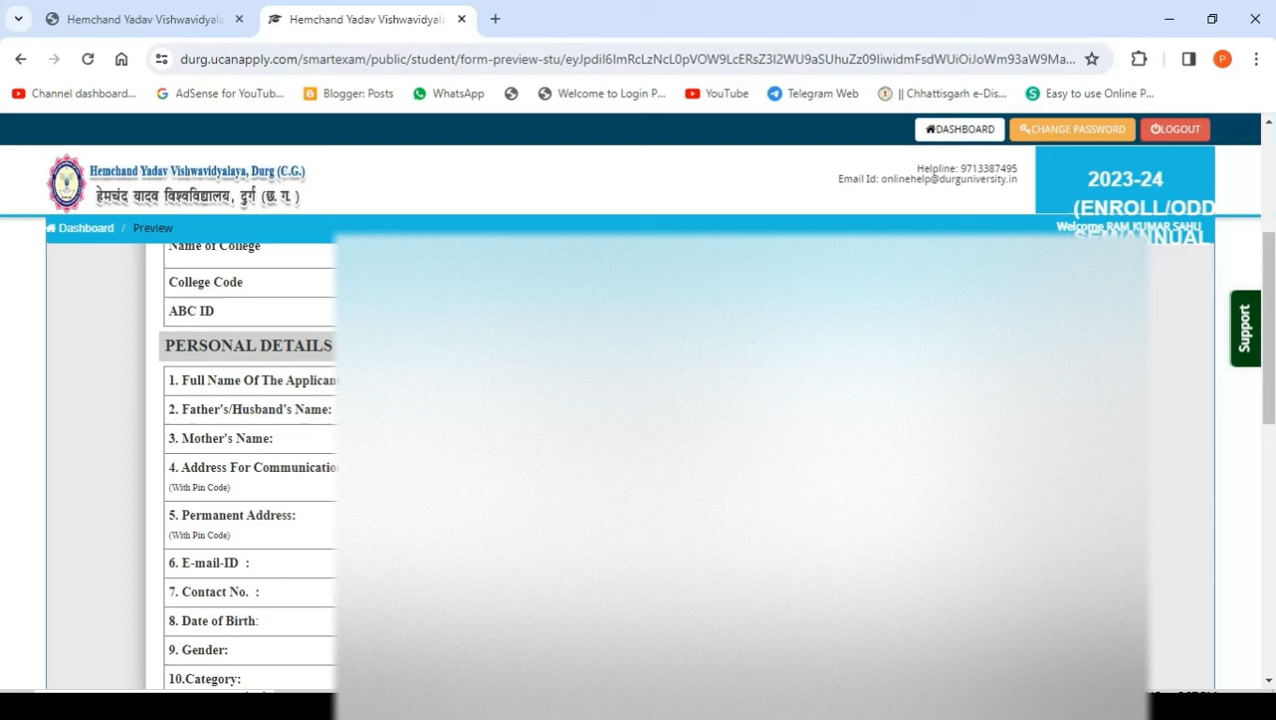 Hemchand Yadav Vishwavidyala
Hemchand Yadav Vishwavidyala
durg.ucanapply.com/smartexam/public/student/form-preview-stu/eyJpdiI6ImRcLzNcL0pVOW9LcERsZ3I2WU9aSUhuZz09IiwidmFsdWUiOiJoWm93aW9Ma...
P
Channel dashboard...
AdSense for YouTub...
Blogger: Posts
WhatsApp
Welcome to Login P...
YouTube
Telegram Web
|| Chhattisgarh e-Dis...
Easy to use Online P...
DASHBOARD
CHANGE PASSWORD
LOGOUT
Hemchand Yadav Vishwavidyalaya, Durg (C.G.)
हेमचंद यादव विश्वविद्यालय, दुर्ग (छ. ग.)
Helpline: 9713387495
Email Id: onlinehelp@durguniversity.in
2023-24
(ENROLL/ODD
SEM/ANNUAL
Dashboard / Preview
Welcome RAM KUMAR SAHU
Name of College
College Code
ABC ID
PERSONAL DETAILS
1. Full Name Of The Applican
2. Father's/Husband's Name:
3. Mother's Name:
4. Address For Communicatio
(With Pin Code)
5. Permanent Address:
(With Pin Code)
6. E-mail-ID :
7. Contact No. :
8. Date of Birth:
9. Gender:
10.Category:
Support